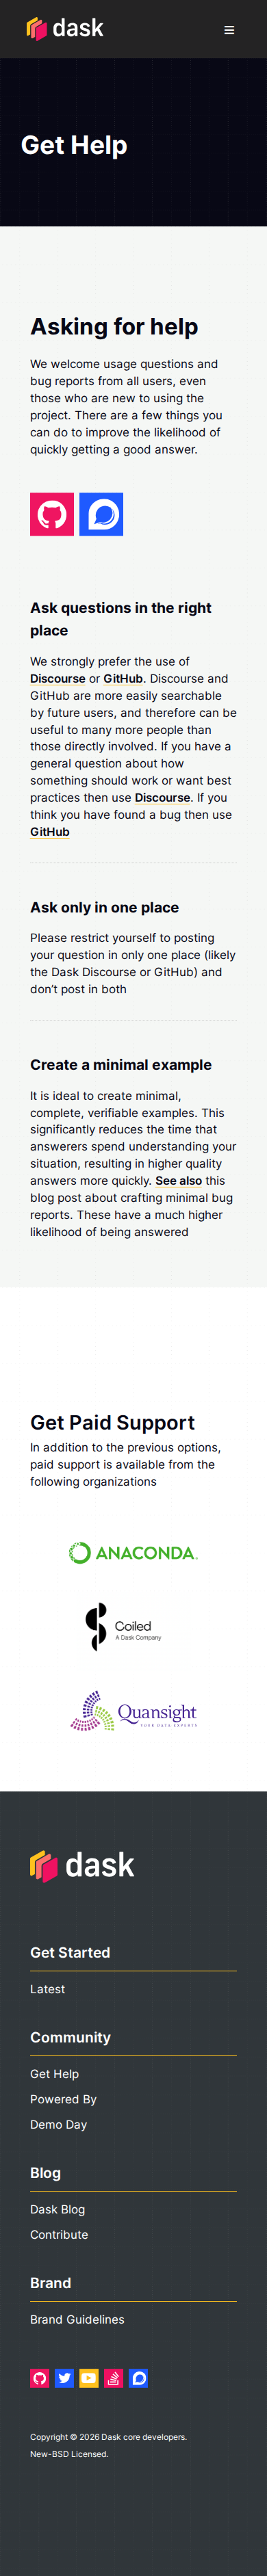 dask
Get Help
Asking for help
We welcome usage questions and
bug reports from all users, even
those who are new to using the
project. There are a few things you
can do to improve the likelihood of
quickly getting a good answer.
Ask questions in the right
place
We strongly prefer the use of
Discourse or GitHub. Discourse and
GitHub are more easily searchable
by future users, and therefore can be
useful to many more people than
those directly involved. If you have a
general question about how
something should work or want best
practices then use Discourse. If you
think you have found a bug then use
GitHub
Ask only in one place
Please restrict yourself to posting
your question in only one place (likely
the Dask Discourse or GitHub) and
don’t post in both
Create a minimal example
It is ideal to create minimal,
complete, verifiable examples. This
significantly reduces the time that
answerers spend understanding your
situation, resulting in higher quality
answers more quickly. See also this
blog post about crafting minimal bug
reports. These have a much higher
likelihood of being answered
Get Paid Support
In addition to the previous options,
paid support is available from the
following organizations
ANACONDA.
Coiled
A Dask Company
Quansight
YOUR DATA EXPERTS
dask
Get Started
Latest
Community
Get Help
Powered By
Demo Day
Blog
Dask Blog
Contribute
Brand
Brand Guidelines
Copyright © 2026 Dask core developers.
New-BSD Licensed.